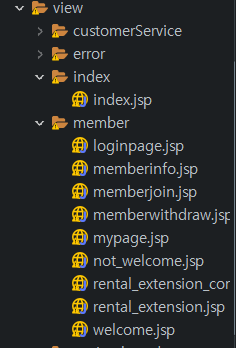 view
customerService
error
index
index.jsp
member
loginpage.jsp
memberinfo.jsp
memberjoin.jsp
memberwithdraw.jsp
mypage.jsp
not_welcome.jsp
rental_extension_cor
rental_extension.jsp
welcome.jsp